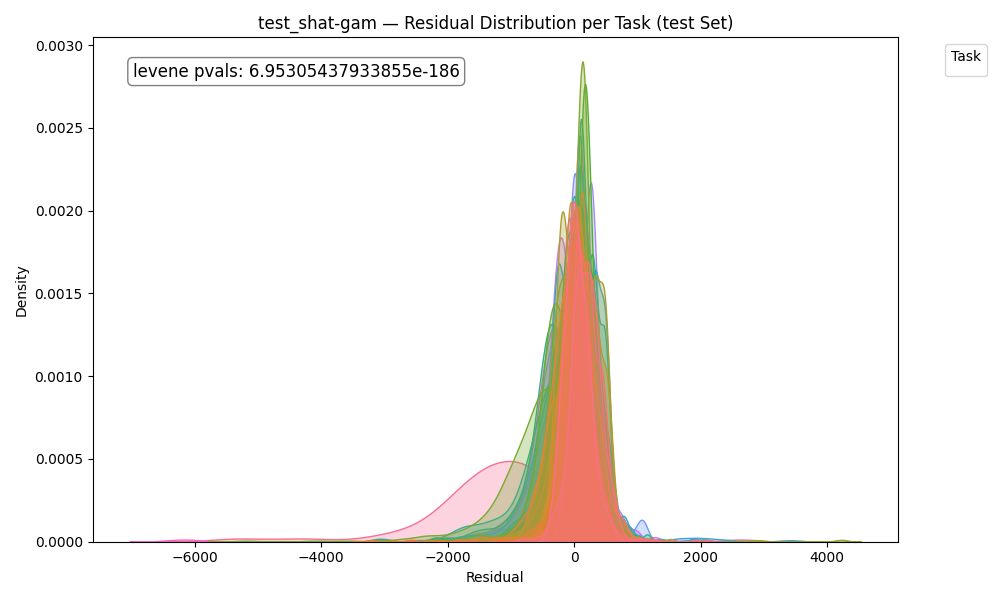 test_shat-gam — Residual Distribution per Task (test Set)
levene pvals: 6.95305437933855e-186
Task
0.0030
0.0025
0.0020
0.0015
0.0010
0.0005
0.0000
Density
−6000
−4000
−2000
0
2000
4000
Residual